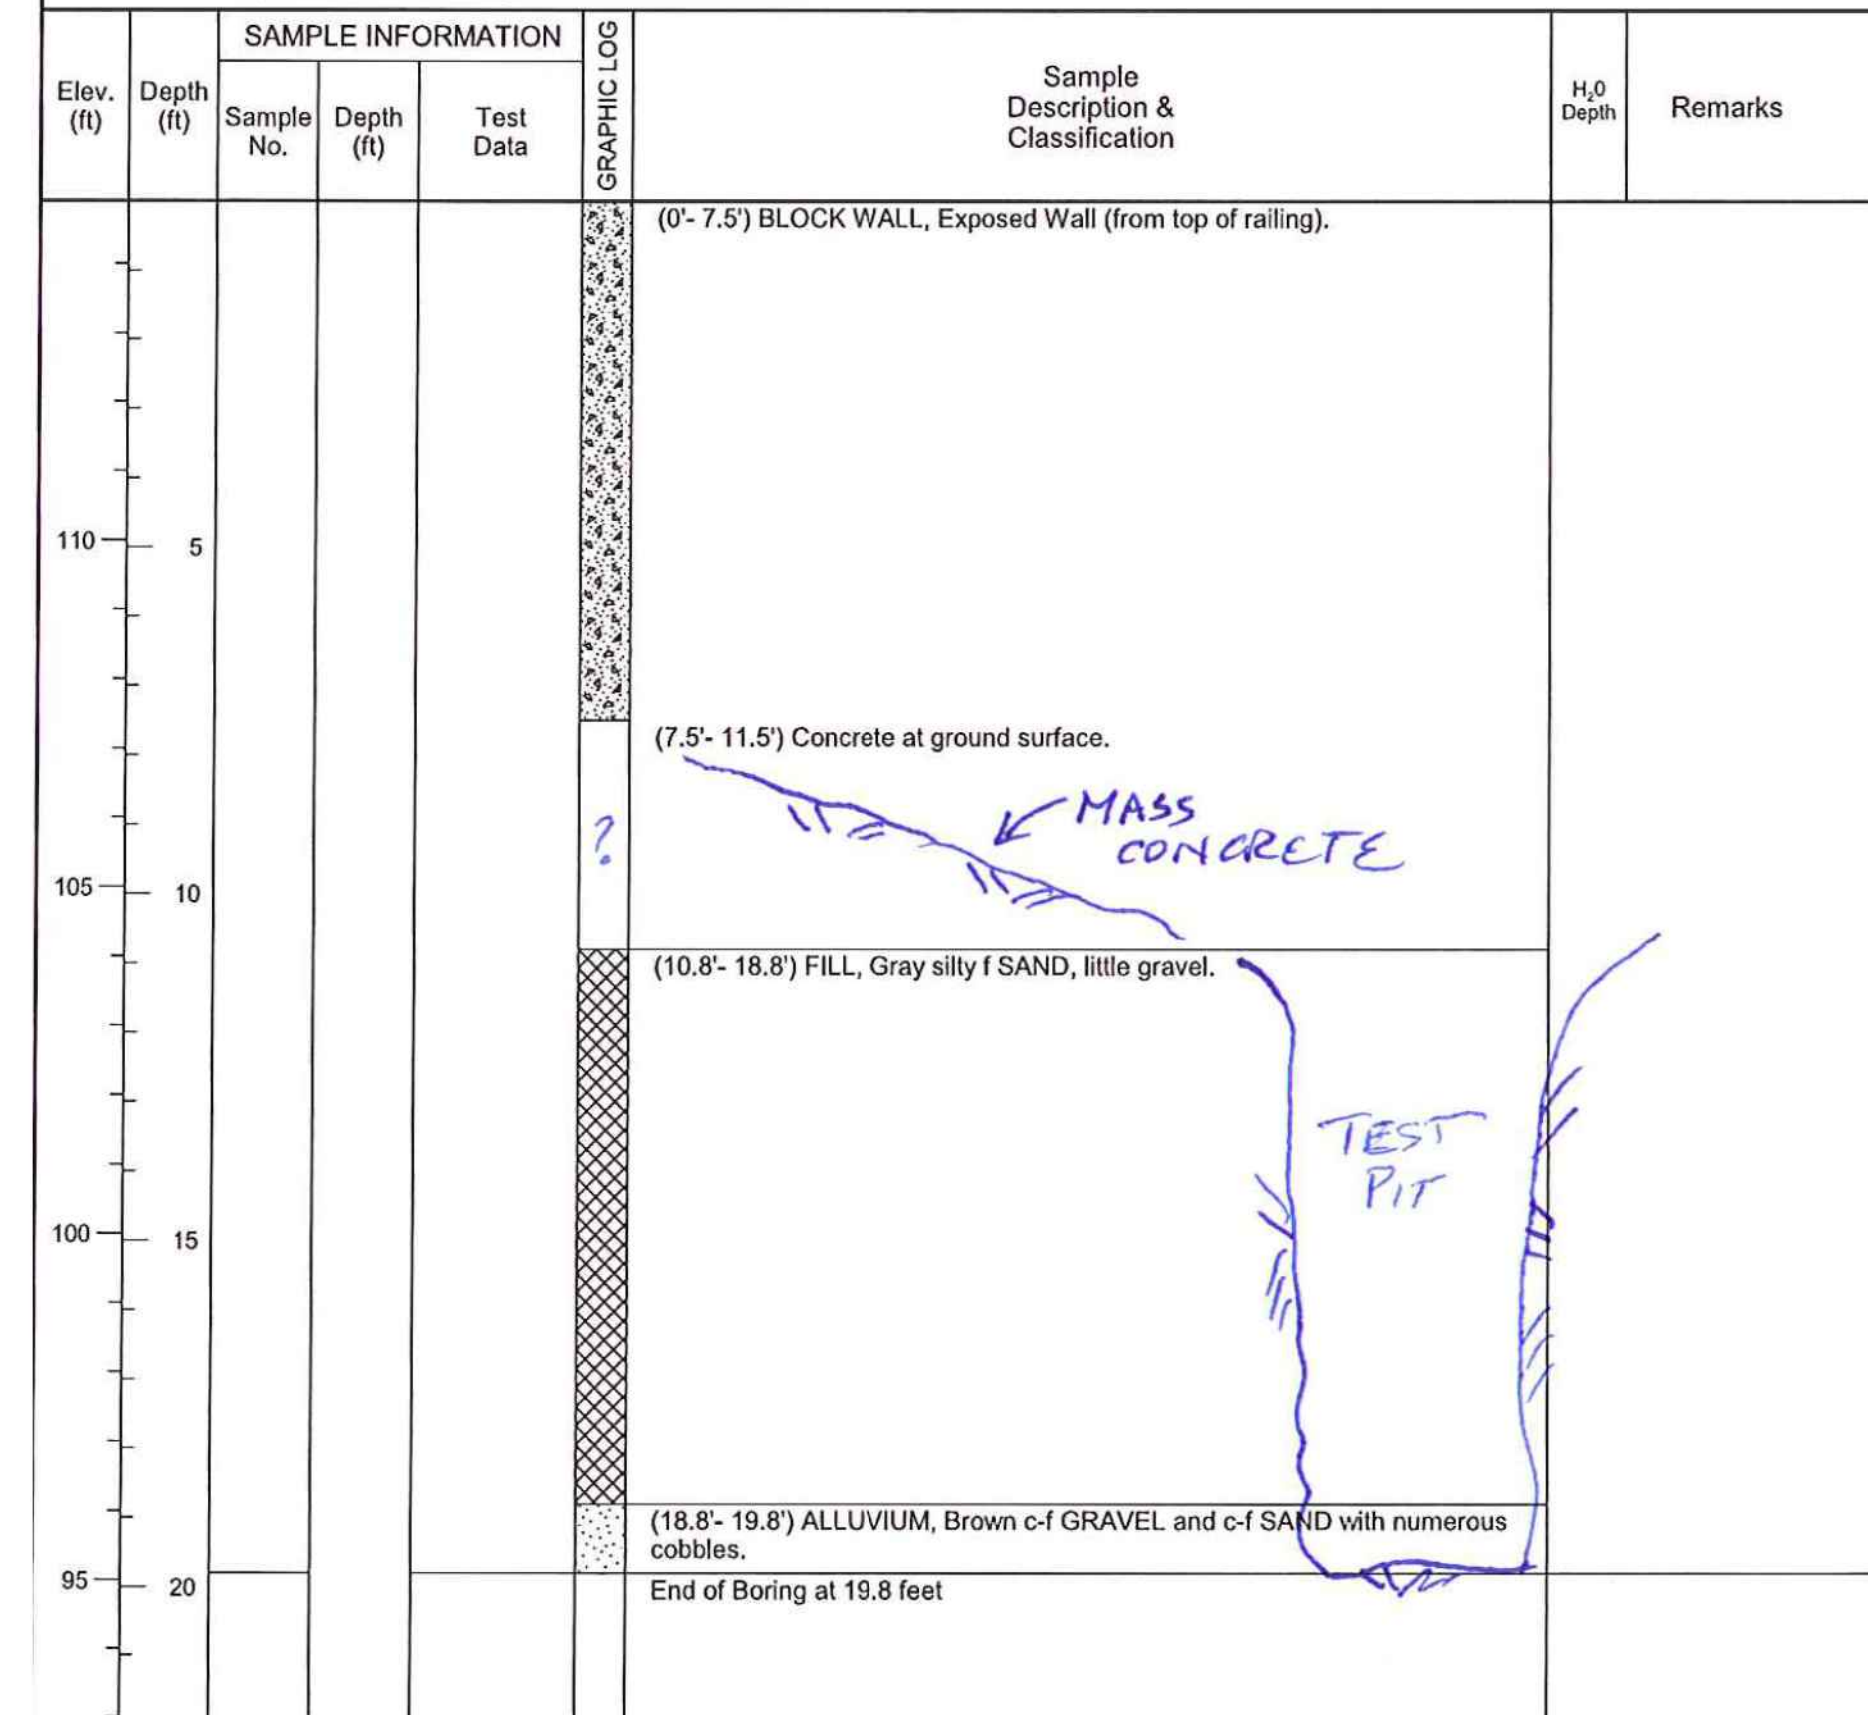 SAMPLE INFORMATION
GRAPHIC LOG
Elev.
(ft)
Depth
(ft)
Sample
No.
Depth
(ft)
Test
Data
Sample
Description &
Classification
H₂0
Depth
Remarks
(0'- 7.5') BLOCK WALL, Exposed Wall (from top of railing).
110
5
(7.5'- 11.5') Concrete at ground surface.
MASS
CONCRETE
?
105
10
(10.8'- 18.8') FILL, Gray silty f SAND, little gravel.
TEST
PIT
100
15
(18.8'- 19.8') ALLUVIUM, Brown c-f GRAVEL and c-f SAND with numerous
cobbles.
95
20
End of Boring at 19.8 feet